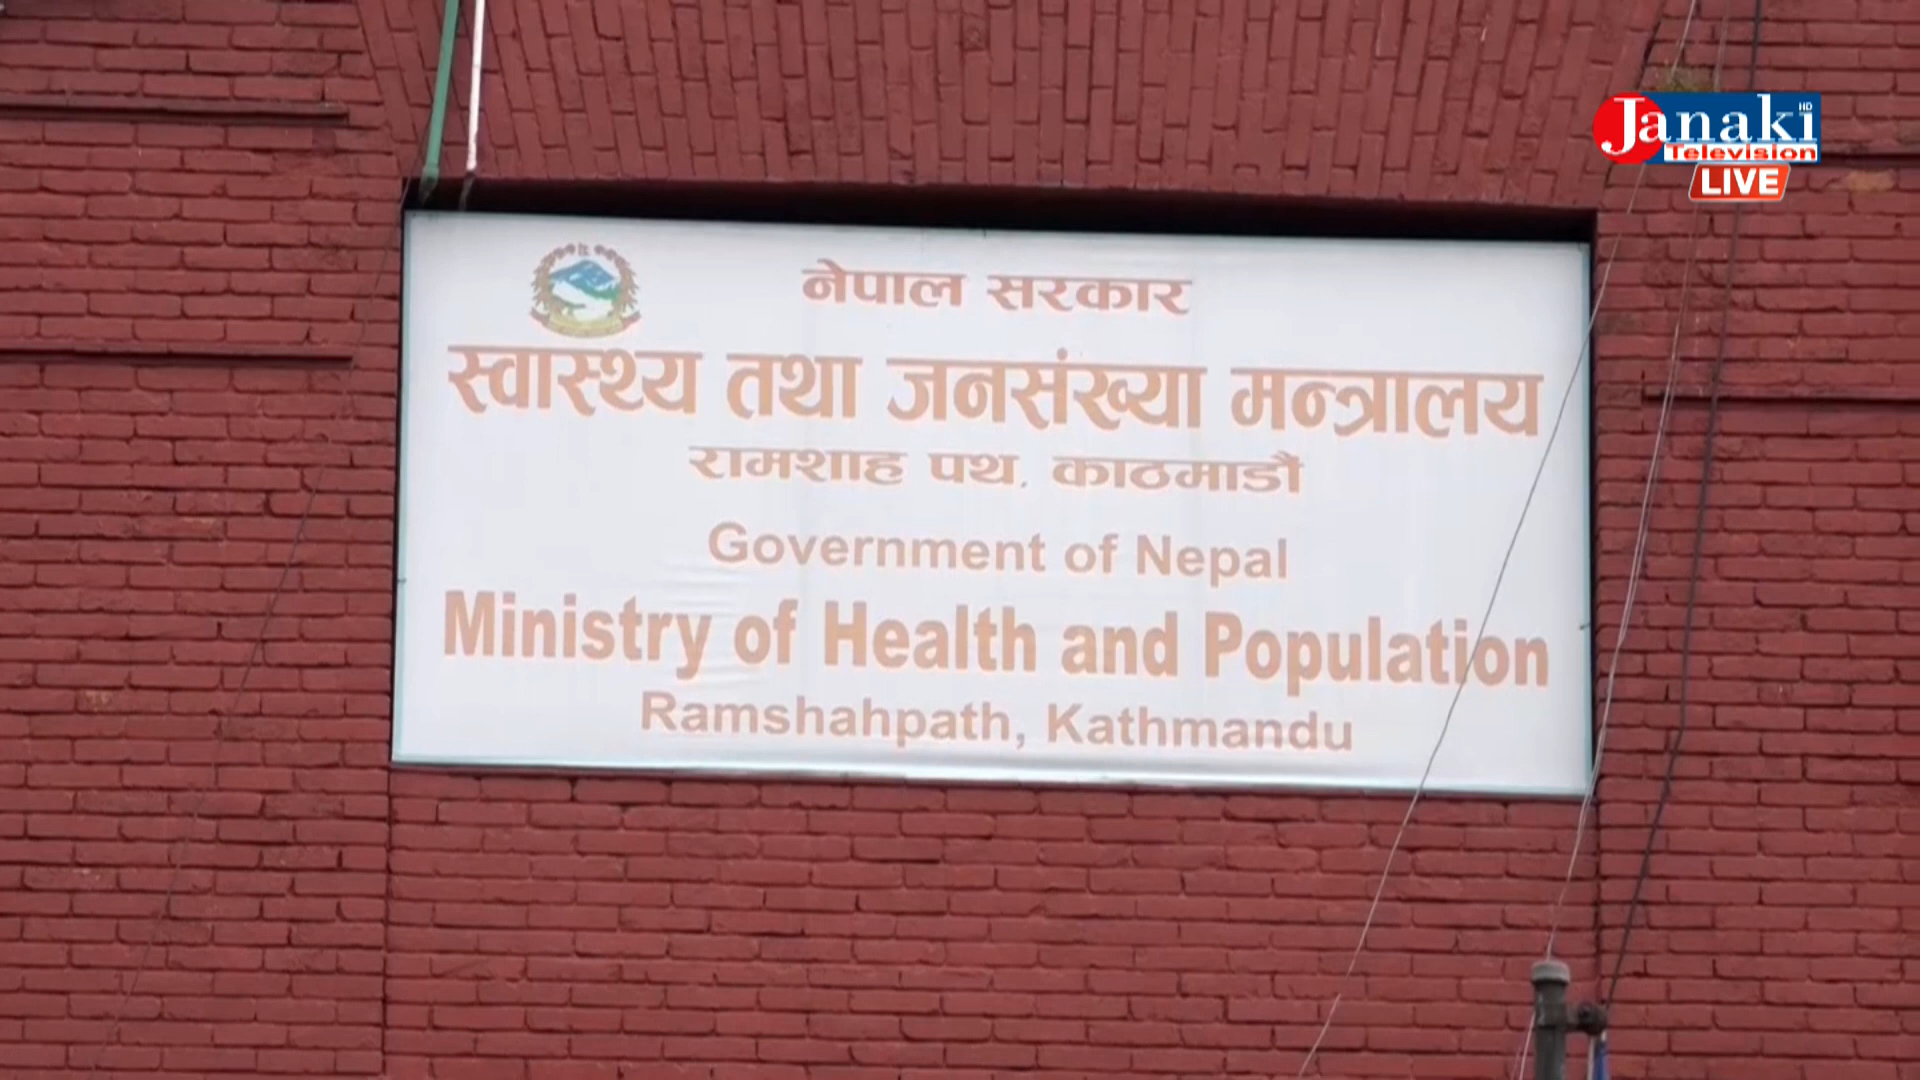 Janaki HD
Television
LIVE
नेपाल सरकार
स्वास्थ्य तथा जनसंख्या मन्त्रालय
रामशाह पथ, काठमाडौं
Government of Nepal
Ministry of Health and Population
Ramshahpath, Kathmandu